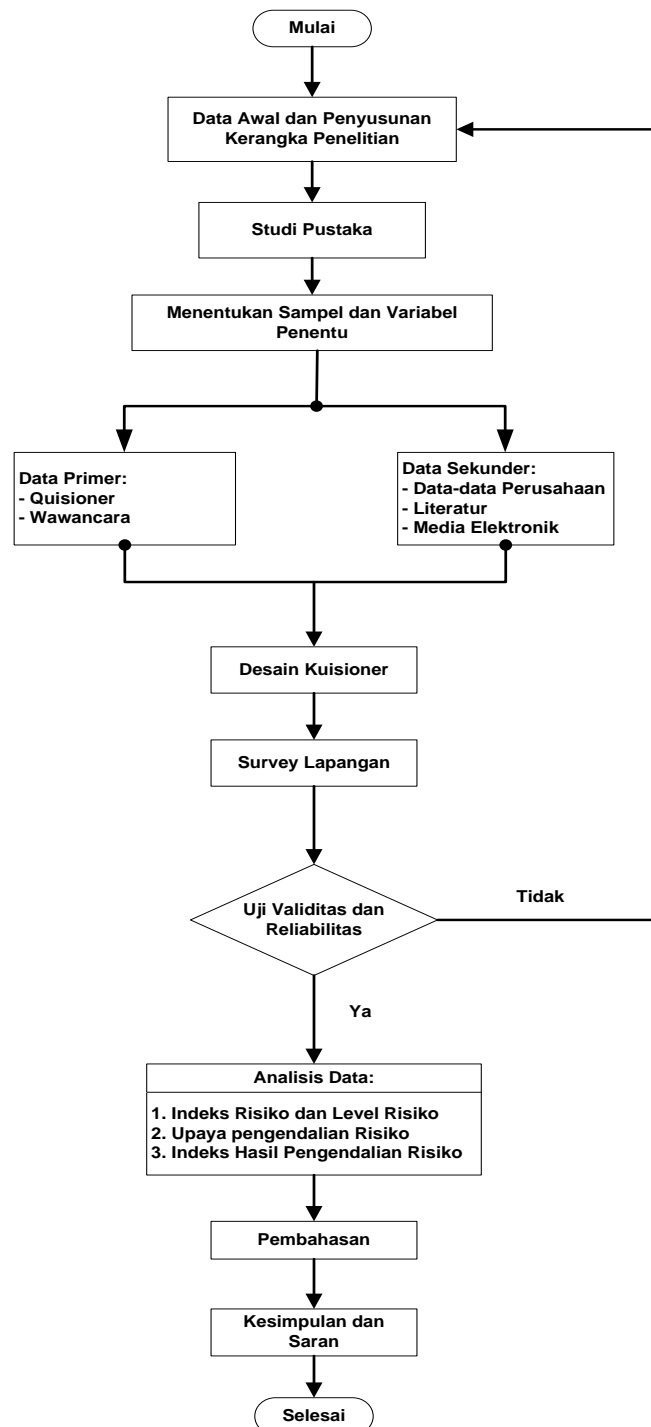 Mulai
Data Awal dan Penyusunan
Kerangka Penelitian
Studi Pustaka
Menentukan Sampel dan Variabel
Penentu
Data Primer:
- Quisioner
- Wawancara
Data Sekunder:
- Data-data Perusahaan
- Literatur
- Media Elektronik
Desain Kuisioner
Survey Lapangan
Uji Validitas dan
Reliabilitas
Tidak
Ya
Analisis Data:
1. Indeks Risiko dan Level Risiko
2. Upaya pengendalian Risiko
3. Indeks Hasil Pengendalian Risiko
Pembahasan
Kesimpulan dan
Saran
Selesai